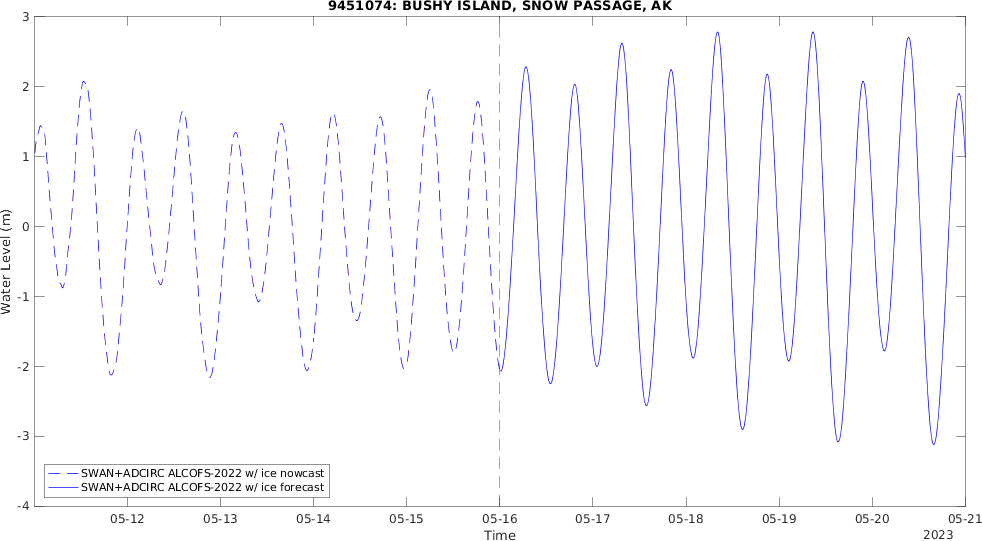 9451074: BUSHY ISLAND, SNOW PASSAGE, AK
3
2
1
0
-1
-2
-3
-4
Water Level (m)
SWAN+ADCIRC ALCOFS-2022 w/ ice nowcast
SWAN+ADCIRC ALCOFS-2022 w/ ice forecast
05-12 05-13 05-14 05-15 05-16 05-17 05-18 05-19 05-20 05-21
Time
2023